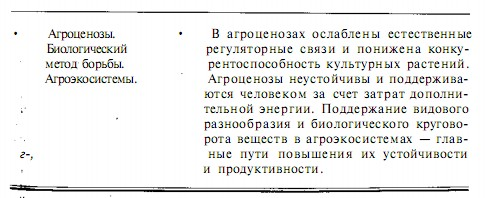 • Агроценозы.
Биологический
метод борьбы.
Агроэкосистемы.
• В агроценозах ослаблены естественные
регуляторные связи и понижена конку-
рентоспособность культурных растений.
Агроценозы неустойчивы и поддержива-
ются человеком за счет затрат дополни-
тельной энергии. Поддержание видового
разнообразия и биологического кругово-
рота веществ в агроэкосистемах — глав-
ные пути повышения их устойчивости
и продуктивности.